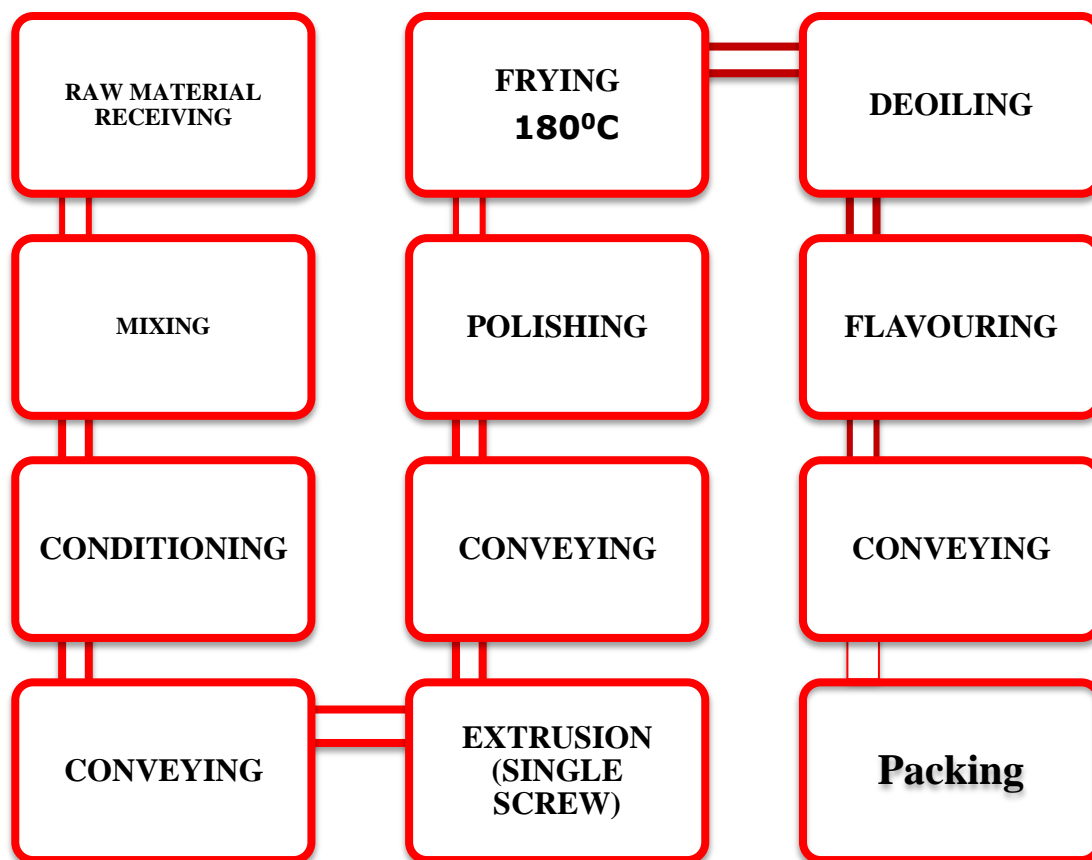 RAW MATERIAL
RECEIVING
MIXING
CONDITIONING
CONVEYING
EXTRUSION
(SINGLE
SCREW)
CONVEYING
POLISHING
FRYING
180⁰C
DEOILING
FLAVOURING
CONVEYING
Packing